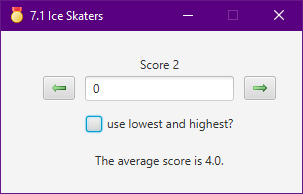 7.1 Ice Skaters
Score 2
0
use lowest and highest?
The average score is 4.0.